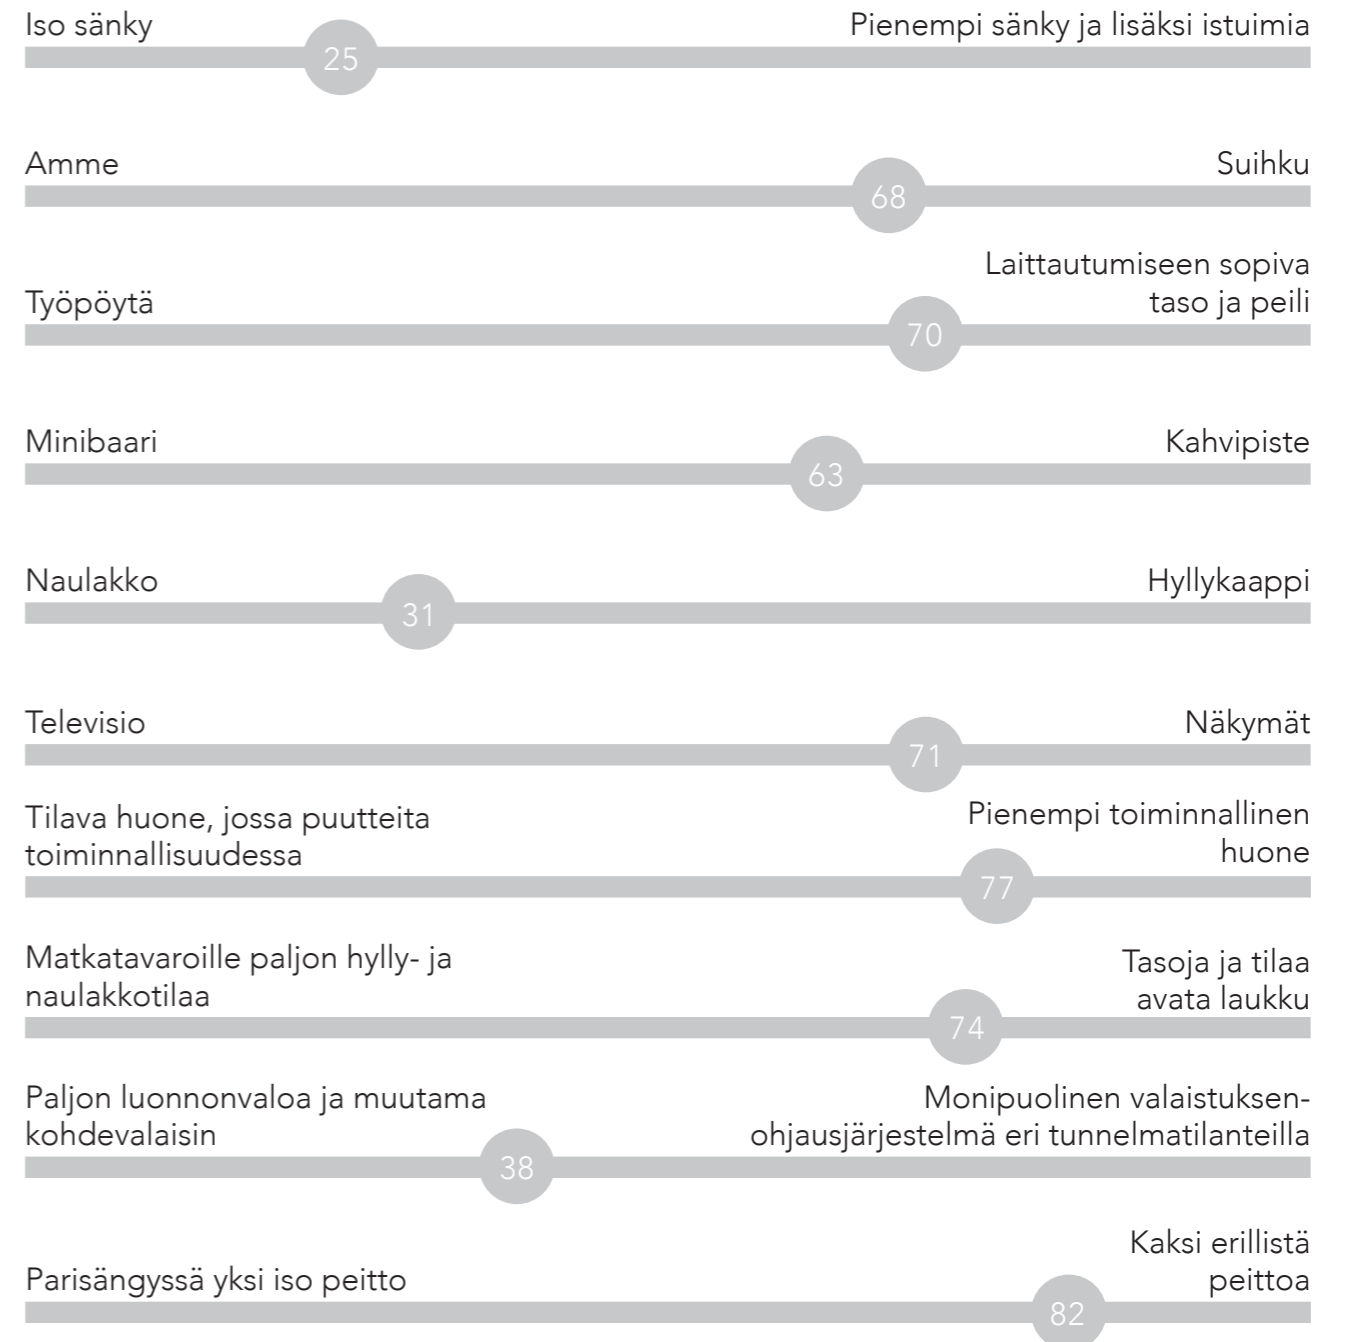 Iso sänky
Pienempi sänky ja lisäksi istuimia
25
Amme
Suihku
68
Työpöytä
Laittautumiseen sopiva
taso ja peili
70
Minibaari
Kahvipiste
63
Naulakko
Hyllykaappi
31
Televisio
Näkymät
71
Tilava huone, jossa puutteita
toiminnallisuudessa
Pienempi toiminnallinen
huone
77
Matkatavaroille paljon hylly- ja
naulakkotilaa
Tasoja ja tilaa
avata laukku
74
Paljon luonnonvaloa ja muutama
kohdevalaisin
Monipuolinen valaistuksen-
ohjausjärjestelmä eri tunnelmatilanteilla
38
Parisängyssä yksi iso peitto
Kaksi erillistä
peittoa
82